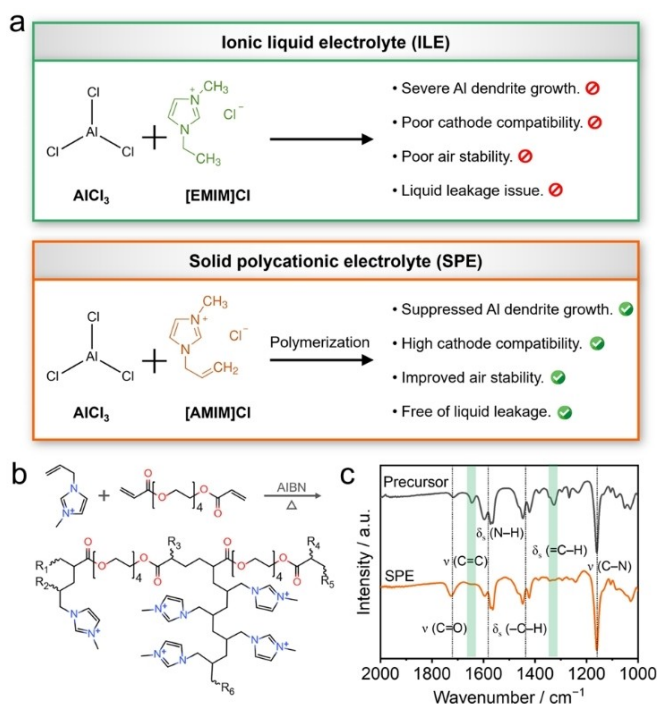 a
Ionic liquid electrolyte (ILE)
Cl
Al
Cl
Cl
AlCl₃
+
CH₃
N
+
N
Cl⁻
CH₃
[EMIM]Cl
• Severe Al dendrite growth.
• Poor cathode compatibility.
• Poor air stability.
• Liquid leakage issue.
Solid polycationic electrolyte (SPE)
Cl
Al
Cl
Cl
AlCl₃
+
CH₃
N
+
N
Cl⁻
CH₂
[AMIM]Cl
Polymerization
• Suppressed Al dendrite growth.
• High cathode compatibility.
• Improved air stability.
• Free of liquid leakage.
b
N
N
+
+
O
O
O
4
O
O
AIBN
△
R₁
R₂
O
O
O
4
O
O
R₃
O
O
O
4
O
O
R₄
R₅
N
N
+
N
N
+
N
N
+
N
N
+
N
N
+
R₆
c
Intensity / a.u.
Precursor
δₛ (N–H)
ν (C=C)
δₛ (=C–H)
ν (C–N)
SPE
ν (C=O)
δₛ (–C–H)
2000 1800 1600 1400 1200 1000
Wavenumber / cm⁻¹